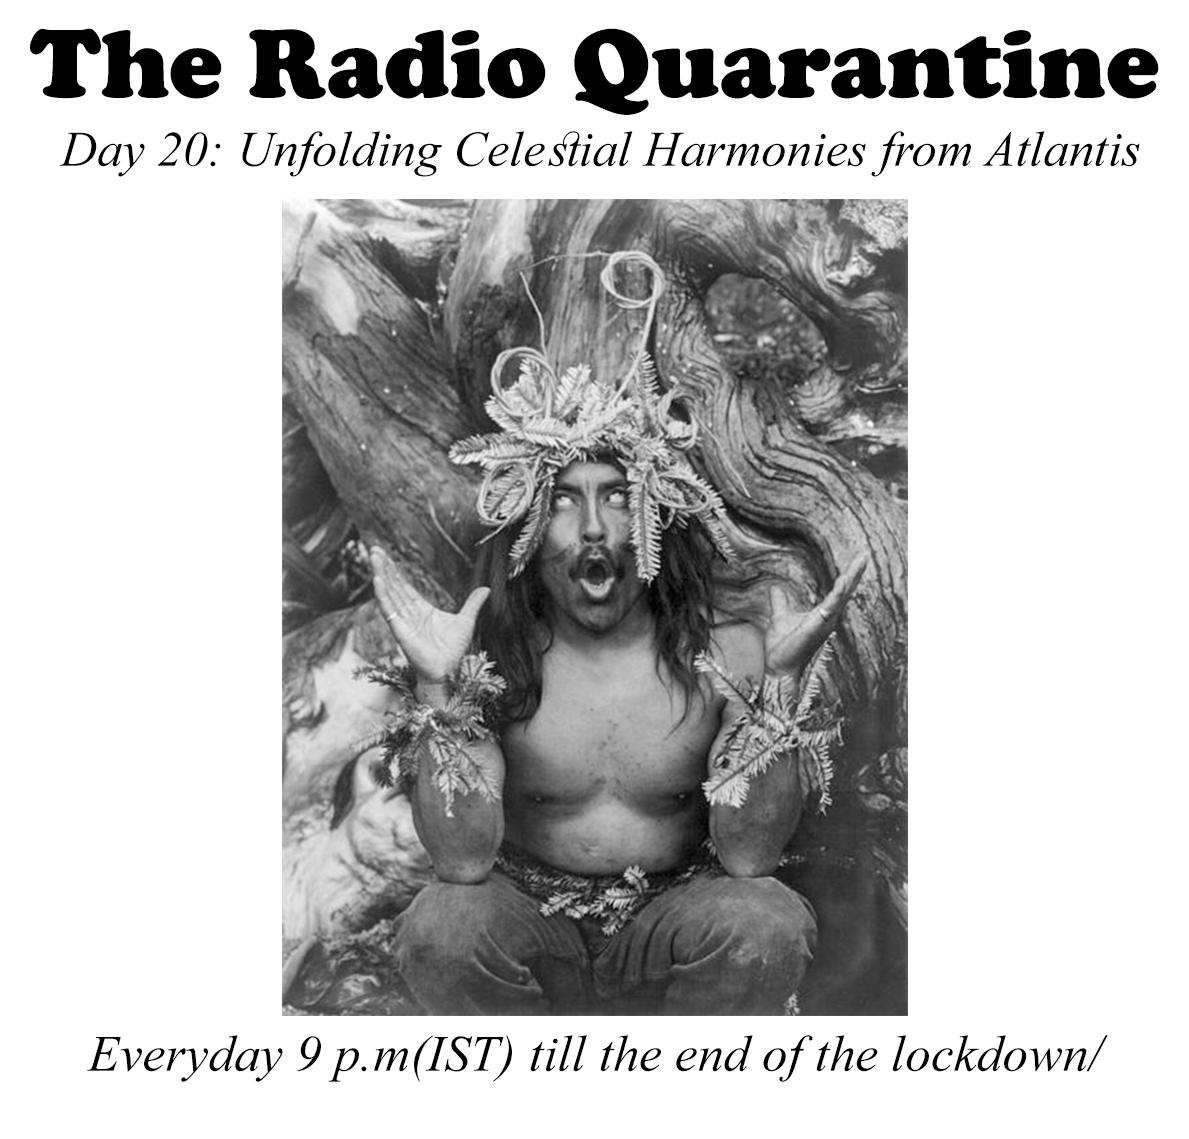 The Radio Quarantine
Day 20: Unfolding Celestial Harmonies from Atlantis
Everyday 9 p.m(IST) till the end of the lockdown/